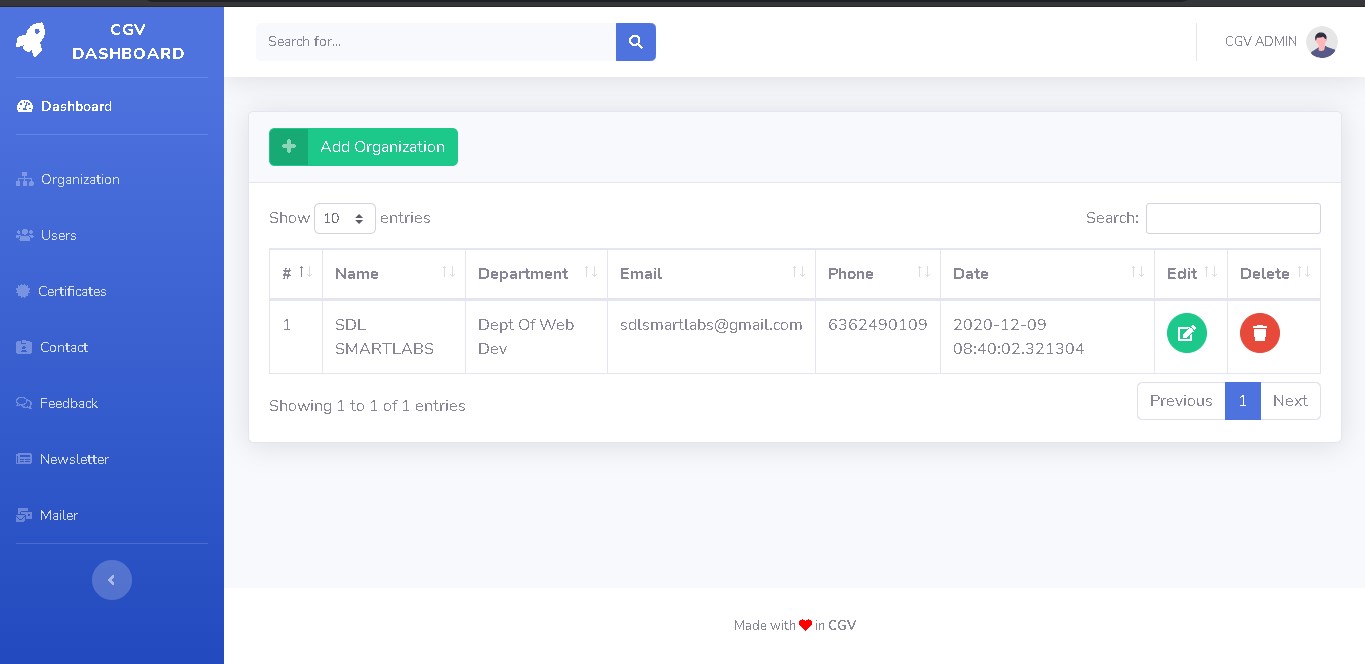 CGV
DASHBOARD
Search for...
CGV ADMIN
Dashboard
Organization
Users
Certificates
Contact
Feedback
Newsletter
Mailer
Add Organization
Show 10 entries
Search:
# Name Department Email Phone Date Edit Delete
1 SDL Dept Of Web sdlsmartlabs@gmail.com 6362490109 2020-12-09
SMARTLABS Dev 08:40:02.321304
Showing 1 to 1 of 1 entries
Previous 1 Next
Made with in CGV